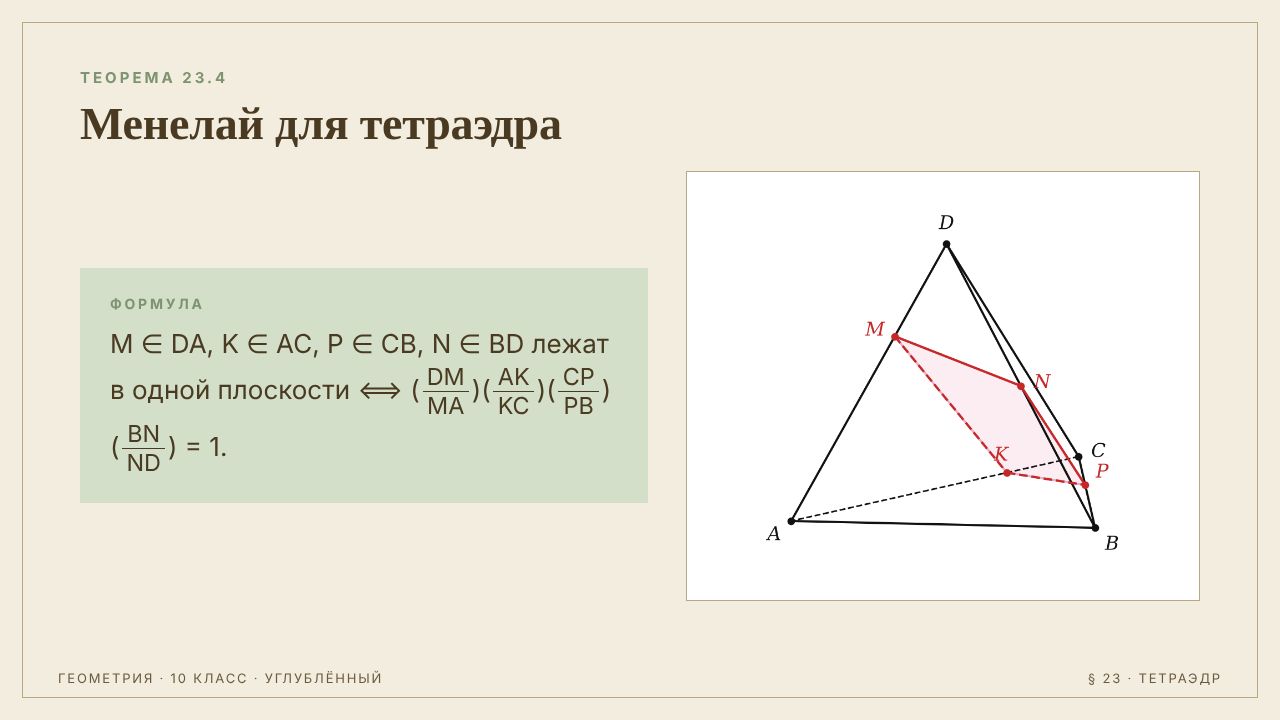 ТЕОРЕМА 23.4
Менелай для тетраэдра
ФОРМУЛА
M ∈ DA, K ∈ AC, P ∈ CB, N ∈ BD лежат
в одной плоскости ⟺ (DM/MA)(AK/KC)(CP/PB)
(BN/ND) = 1.
D
M
N
K
C
P
A
B
ГЕОМЕТРИЯ · 10 КЛАСС · УГЛУБЛЁННЫЙ
§ 23 · ТЕТРАЭДР